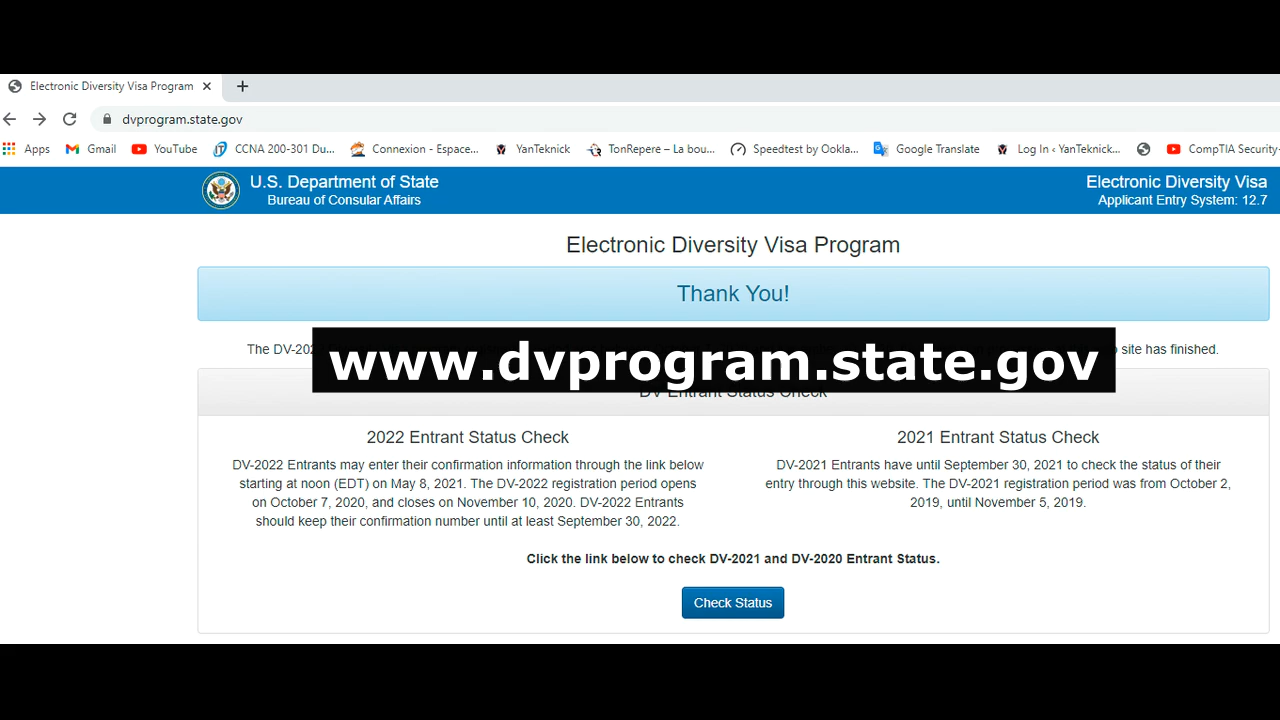 Electronic Diversity Visa Program
dvprogram.state.gov
Apps Gmail YouTube CCNA 200-301 Du... Connexion - Espace... YanTeknick TonRepere – La bou... Speedtest by Ookla... Google Translate Log In ‹ YanTeknick... CompTIA Security-
U.S. Department of State
Bureau of Consular Affairs
Electronic Diversity Visa
Applicant Entry System: 12.7
Electronic Diversity Visa Program
Thank You!
The site has finished.
www.dvprogram.state.gov
DV Entrant Status Check
2022 Entrant Status Check
DV-2022 Entrants may enter their confirmation information through the link below
starting at noon (EDT) on May 8, 2021. The DV-2022 registration period opens
on October 7, 2020, and closes on November 10, 2020. DV-2022 Entrants
should keep their confirmation number until at least September 30, 2022.
2021 Entrant Status Check
DV-2021 Entrants have until September 30, 2021 to check the status of their
entry through this website. The DV-2021 registration period was from October 2,
2019, until November 5, 2019.
Click the link below to check DV-2021 and DV-2020 Entrant Status.
Check Status